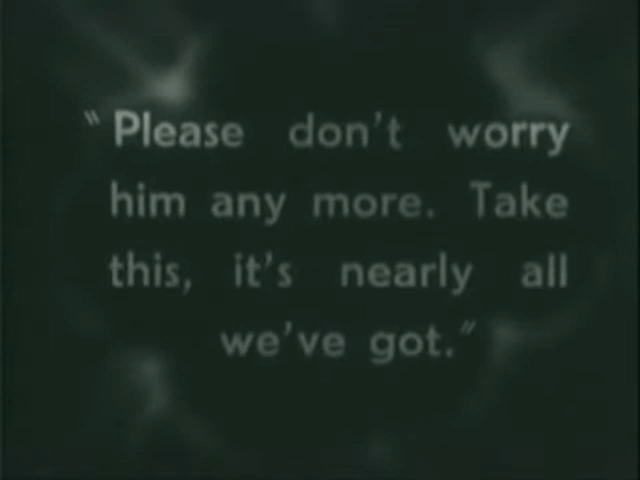 "Please don't worry
him any more. Take
this, it's nearly all
we've got."